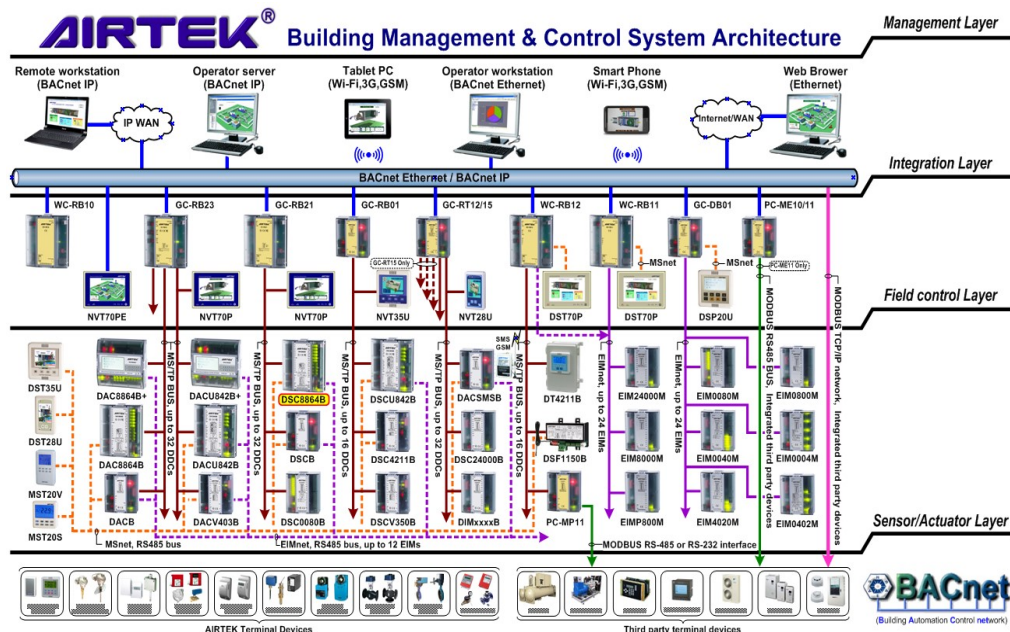 AIRTEK®
Building Management & Control System Architecture
Management Layer
Remote workstation
(BACnet IP)
Operator server
(BACnet IP)
Tablet PC
(Wi-Fi,3G,GSM)
Operator workstation
(BACnet Ethernet)
Smart Phone
(Wi-Fi,3G,GSM)
Web Brower
(Ethernet)
IP WAN
Internet/WAN
Integration Layer
BACnet Ethernet / BACnet IP
WC-RB10
GC-RB23
GC-RB21
GC-RB01
GC-RT12/15
WC-RB12
WC-RB11
GC-DB01
PC-ME10/11
GC-RT15 Only
MSnet
MSnet
PC-ME11 Only
NVT70PE
NVT70P
NVT70P
NVT35U
NVT28U
DST70P
DST70P
DSP20U
Field control Layer
MS/TP BUS, up to 32 DDCs
MS/TP BUS, up to 32 DDCs
MS/TP BUS, up to 16 DDCs
MS/TP BUS, up to 32 DDCs
MS/TP BUS, up to 16 DDCs
EIMnet, up to 24 EIMs
EIMnet, up to 24 EIMs
MODBUS RS485 BUS, Integrated third party devices
MODBUS TCP/IP network, Integrated third party devices
SMS
GSM
DST35U
DAC8864B+
DACU842B+
DSC8864B
DSCU842B
DACSMSB
DT4211B
EIM24000M
EIM0080M
EIM0800M
DST28U
DAC8864B
DACU842B
DSCB
DSC4211B
DSC24000B
DSF1150B
EIM80400M
EIM0040M
EIM0004M
MST20V
MST20S
DACB
DACV403B
DSC0080B
DSCV350B
DIMxxxxB
PC-MP11
EIMP800M
EIM4020M
EIM0402M
Sensor/Actuator Layer
MSnet, RS485 bus
EIMnet, RS485 bus, up to 12 EIMs
MODBUS RS-485 or RS-232 interface
AIRTEK Terminal Devices
Third party terminal devices
BACnet
(Building Automation Control network)